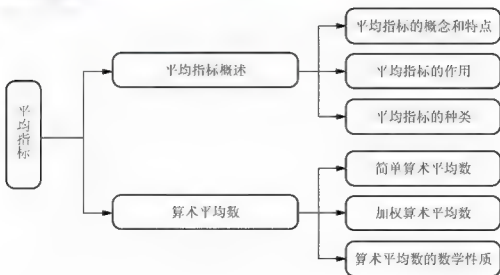 平均指标
平均指标概述
平均指标的概念和特点
平均指标的作用
平均指标的种类
算术平均数
简单算术平均数
加权算术平均数
算术平均数的数学性质